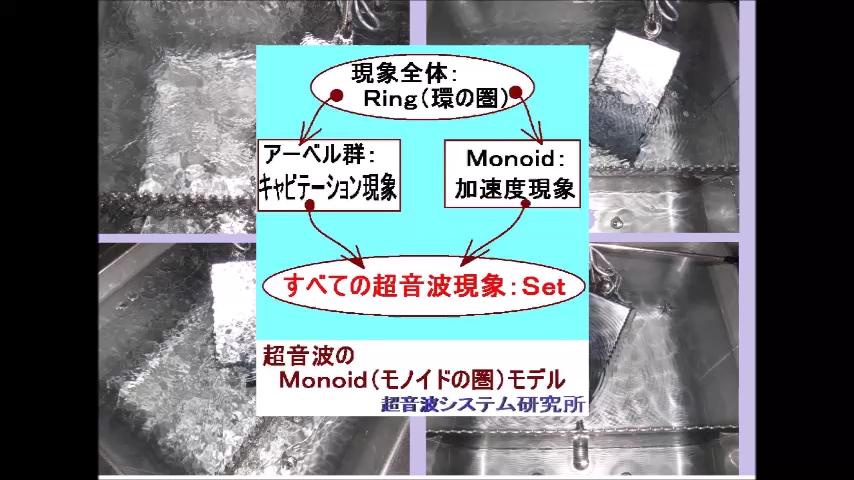 現象全体：
Ring（環の圏）
アーベル群：
キャビテーション現象
Monoid：
加速度現象
すべての超音波現象：Set
超音波の
Monoid（モノイドの圏）モデル
超音波システム研究所